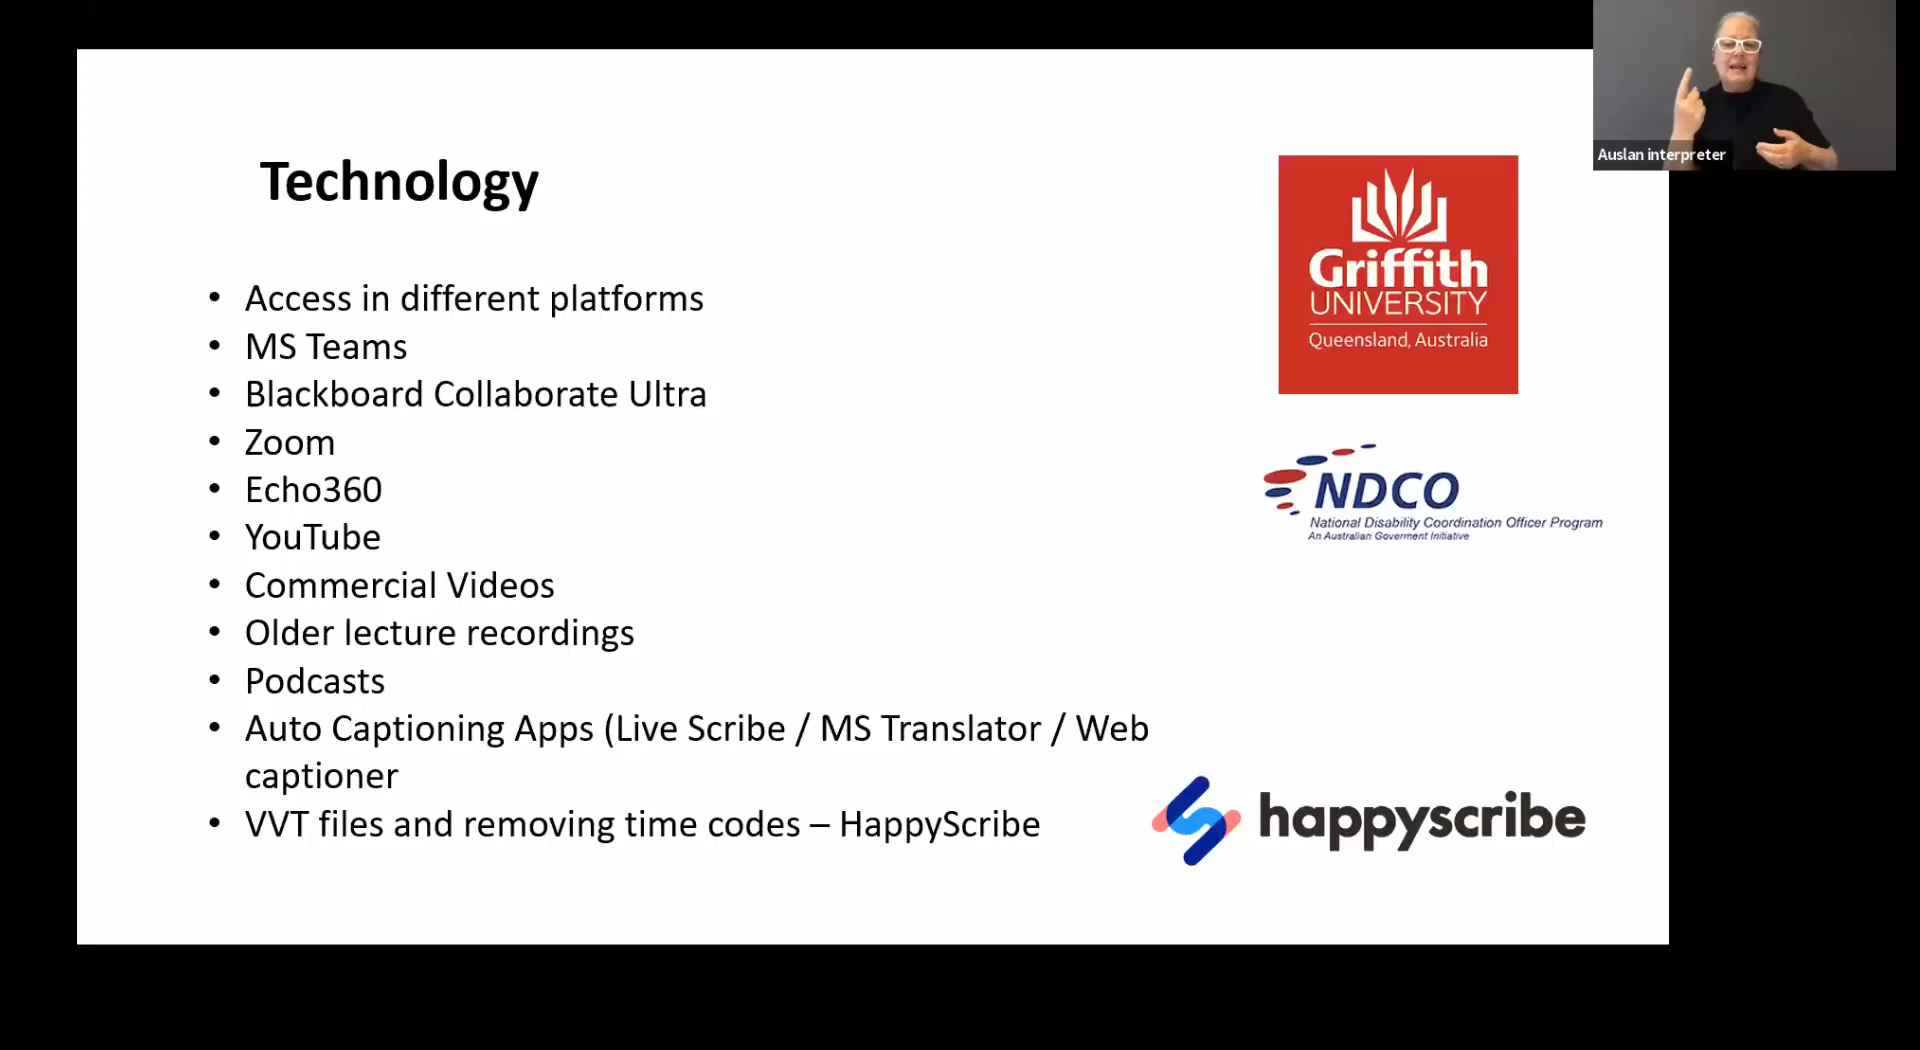 Auslan interpreter
Technology
• Access in different platforms
• MS Teams
• Blackboard Collaborate Ultra
• Zoom
• Echo360
• YouTube
• Commercial Videos
• Older lecture recordings
• Podcasts
• Auto Captioning Apps (Live Scribe / MS Translator / Web
captioner
• VVT files and removing time codes – HappyScribe
Griffith
UNIVERSITY
Queensland, Australia
NDCO
National Disability Coordination Officer Program
An Australian Goverment Initiative
happyscribe